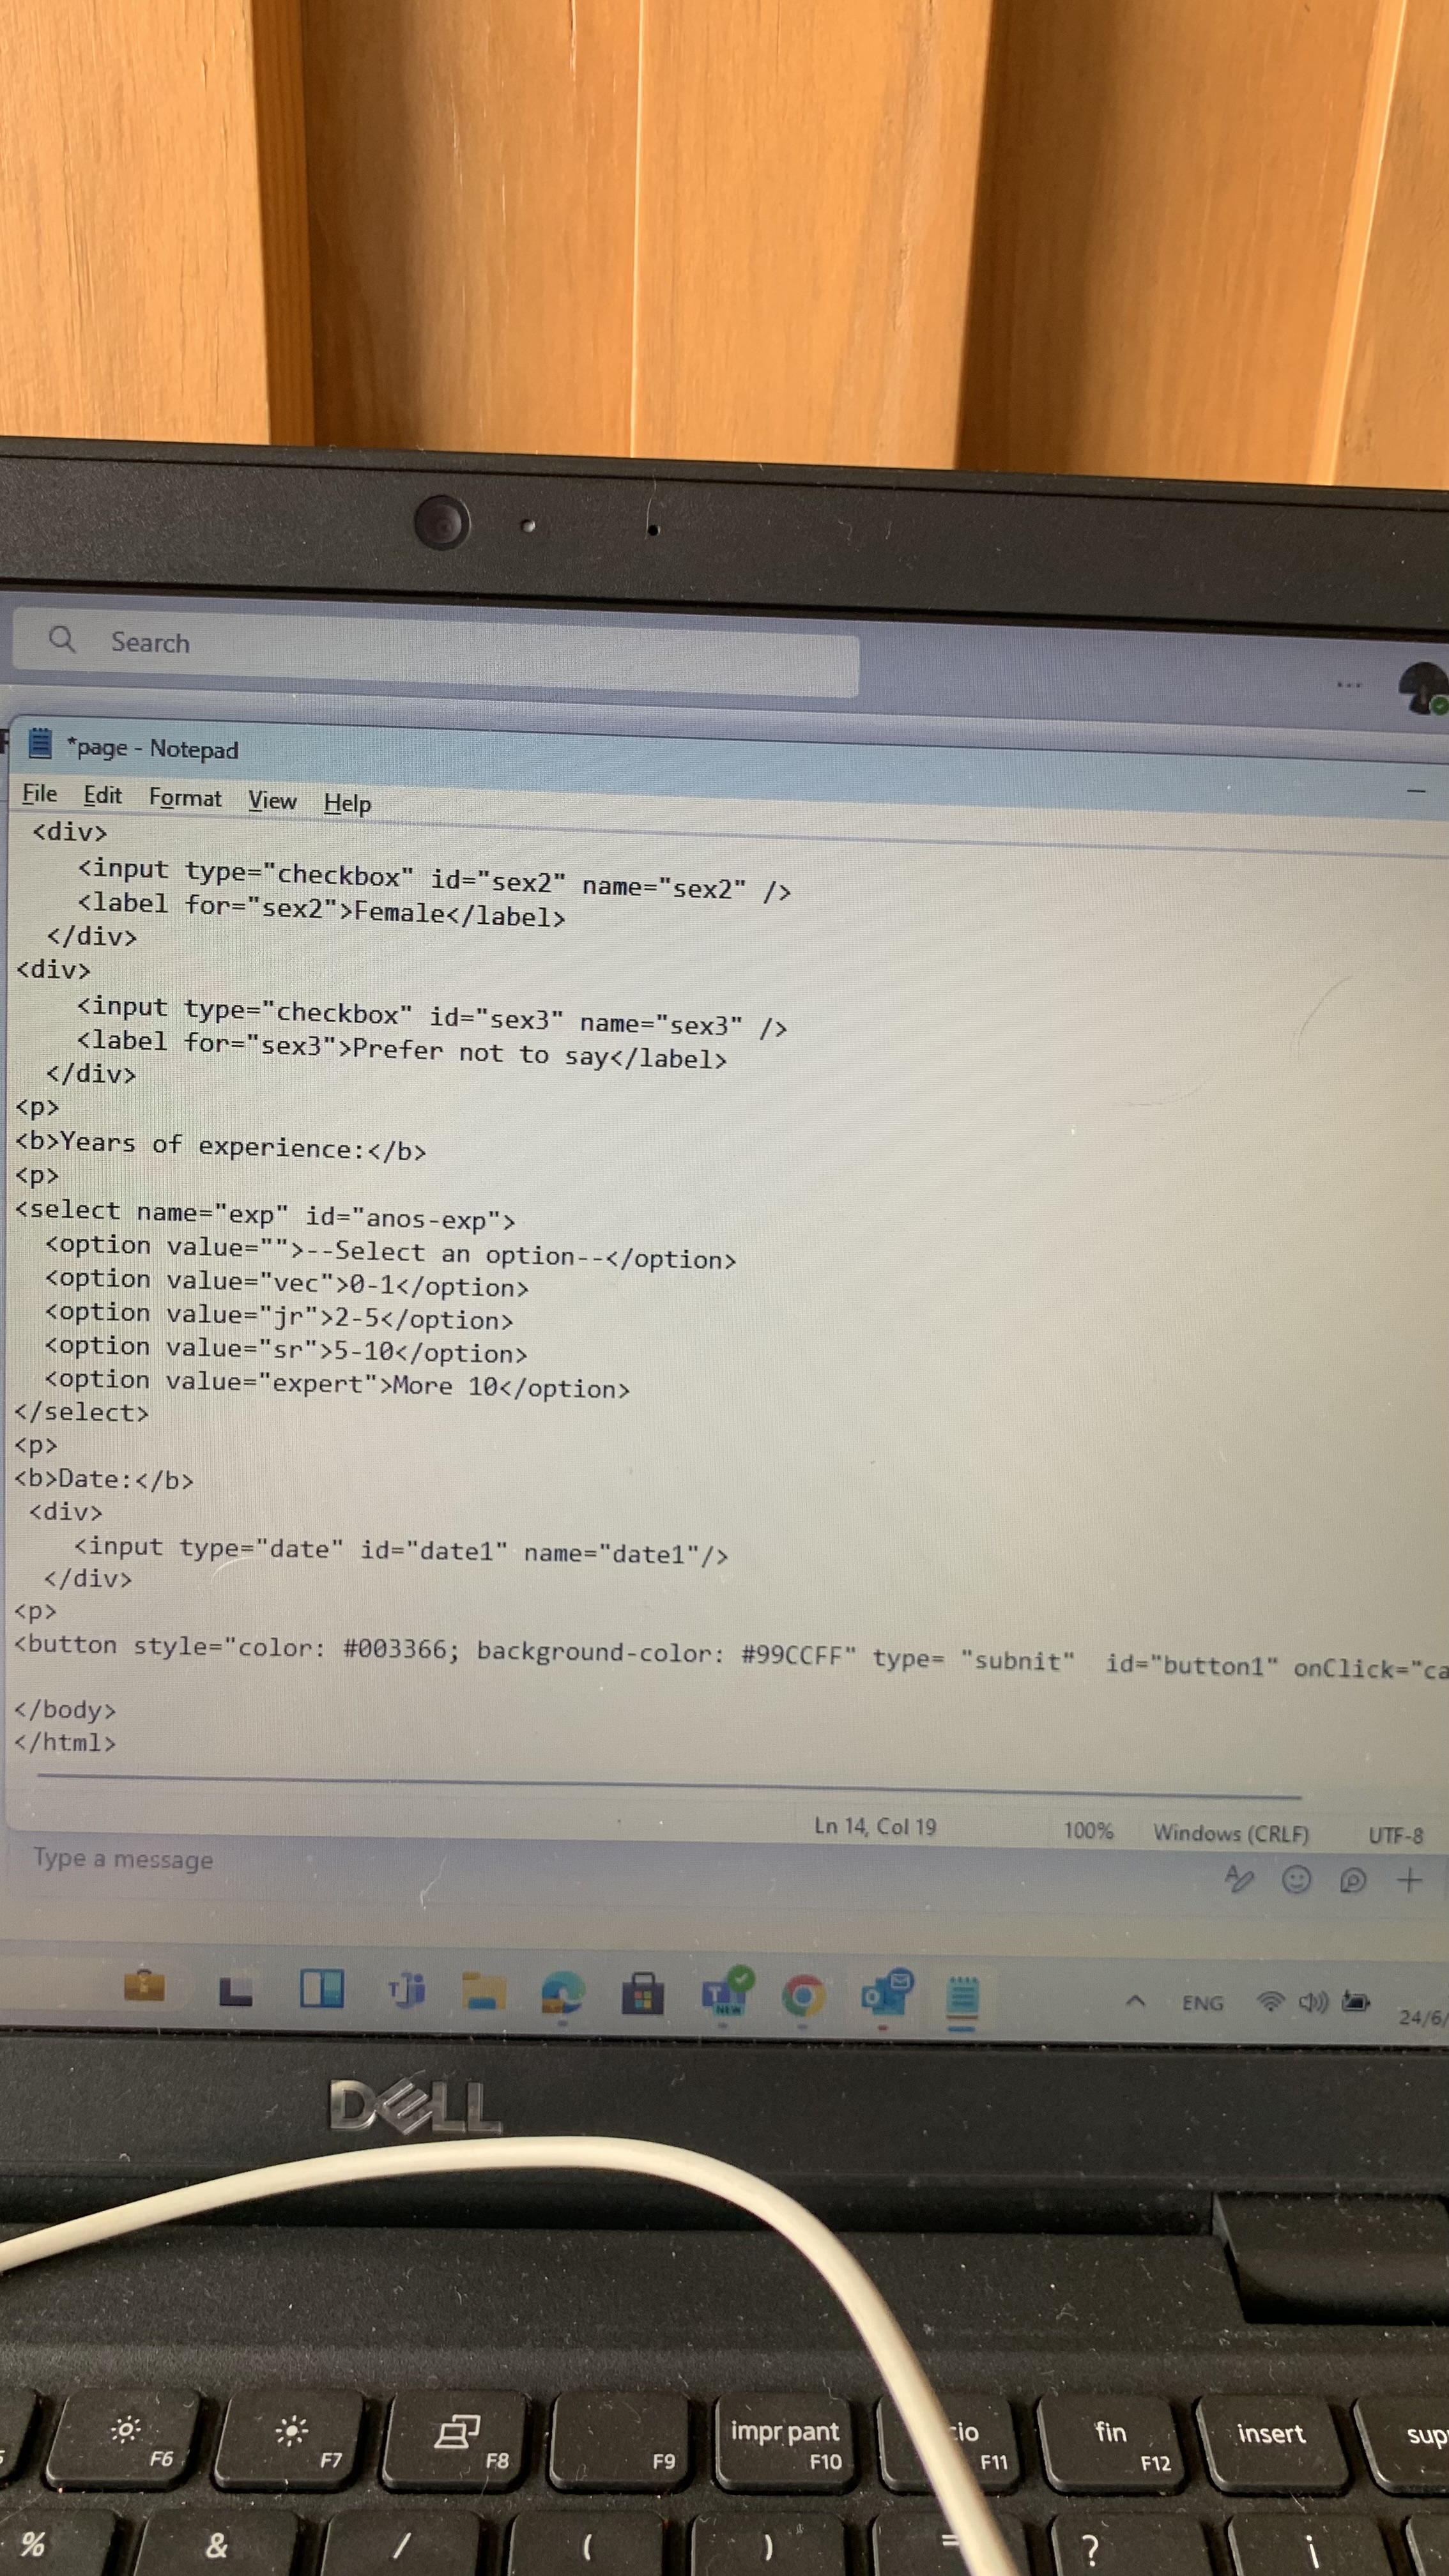 Search
...
*page - Notepad
File Edit Format View Help
<div>
<input type="checkbox" id="sex2" name="sex2" />
<label for="sex2">Female</label>
</div>
<div>
<input type="checkbox" id="sex3" name="sex3" />
<label for="sex3">Prefer not to say</label>
</div>
<p>
<b>Years of experience:</b>
<p>
<select name="exp" id="anos-exp">
<option value="">--Select an option--</option>
<option value="vec">0-1</option>
<option value="jr">2-5</option>
<option value="sr">5-10</option>
<option value="expert">More 10</option>
</select>
<p>
<b>Date:</b>
<div>
<input type="date" id="date1" name="date1"/>
</div>
<p>
<button style="color: #003366; background-color: #99CCFF" type= "subnit"  id="button1" onClick="ca
</body>
</html>
Ln 14, Col 19 100% Windows (CRLF) UTF-8
Type a message
NEW
ENG
24/6/
DELL
F6 F7 F8 F9 impr pant F10 F11 fin F12 insert sup
% & / ( ) = ? ¡